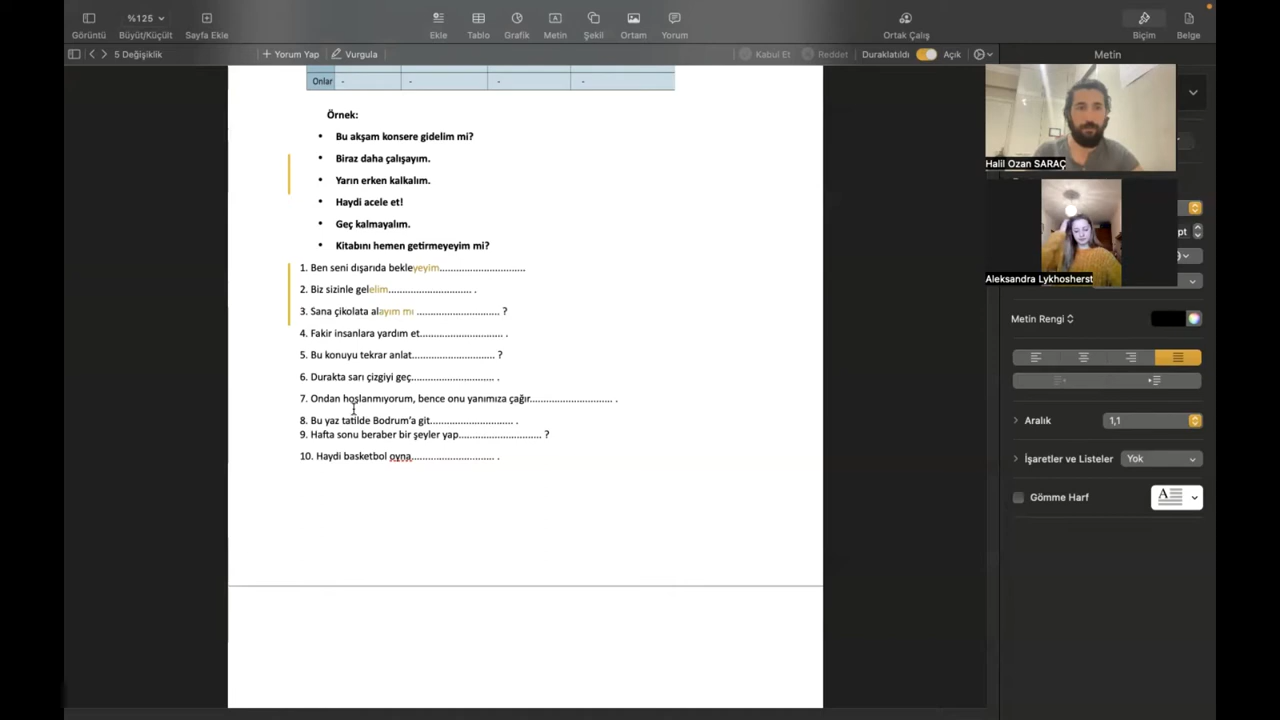 %125
Görüntü
Büyüt/Küçült
Sayfa Ekle
Ekle
Tablo
Grafik
Metin
Şekil
Ortam
Yorum
Ortak Çalış
Biçim
Belge
5 Değişiklik
+ Yorum Yap
Vurgula
Kabul Et
Reddet
Duraklatıldı
Açık
Metin
Onlar - - - -
Örnek:
• Bu akşam konsere gidelim mi?
• Biraz daha çalışayım.
• Yarın erken kalkalım.
• Haydi acele et!
• Geç kalmayalım.
• Kitabını hemen getirmeyeyim mi?
1. Ben seni dışarıda bekleyeyim.............................
2. Biz sizinle gelelim............................ .
3. Sana çikolata alayım mı ............................ ?
4. Fakir insanlara yardım et............................ .
5. Bu konuyu tekrar anlat............................ ?
6. Durakta sarı çizgiyi geç............................ .
7. Ondan hoşlanmıyorum, bence onu yanımıza çağır............................ .
8. Bu yaz tatilde Bodrum’a git............................ .
9. Hafta sonu beraber bir şeyler yap............................ ?
10. Haydi basketbol oyna............................ .
Halil Ozan SARAÇ
Aleksandra Lykhosherst
pt
Metin Rengi
Aralık
1,1
İşaretler ve Listeler
Yok
Gömme Harf
A